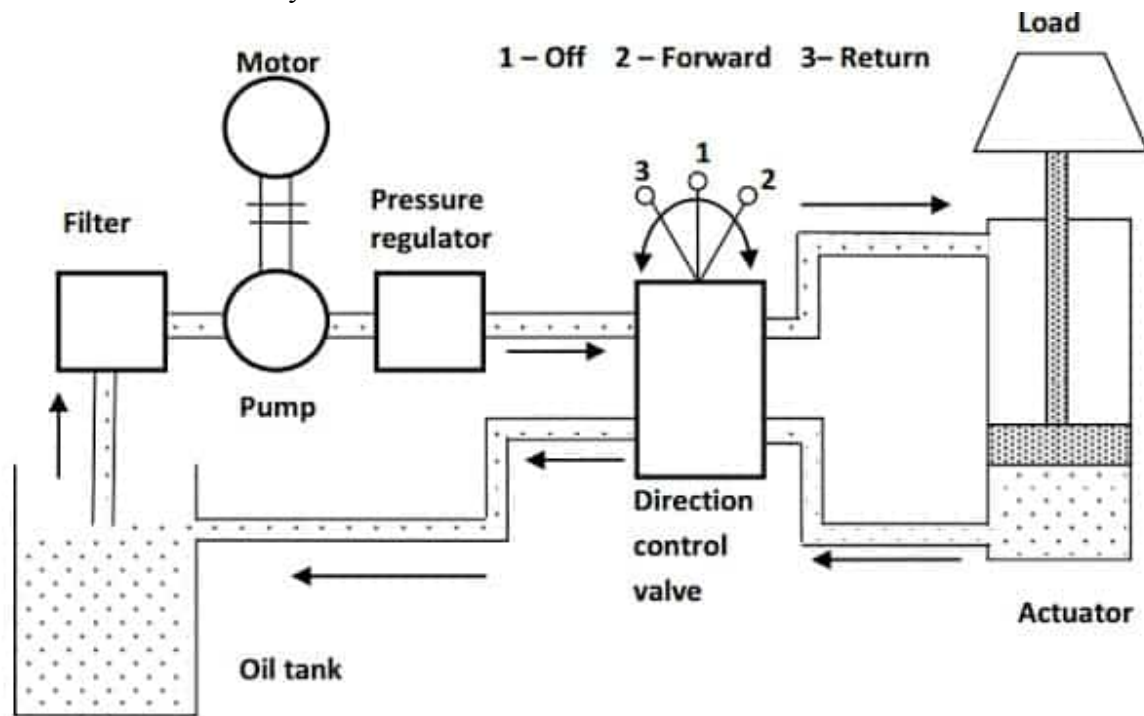 Load
Motor
1 – Off 2 – Forward 3– Return
1
3
2
Filter
Pressure
regulator
Pump
Direction
control
valve
Actuator
Oil tank